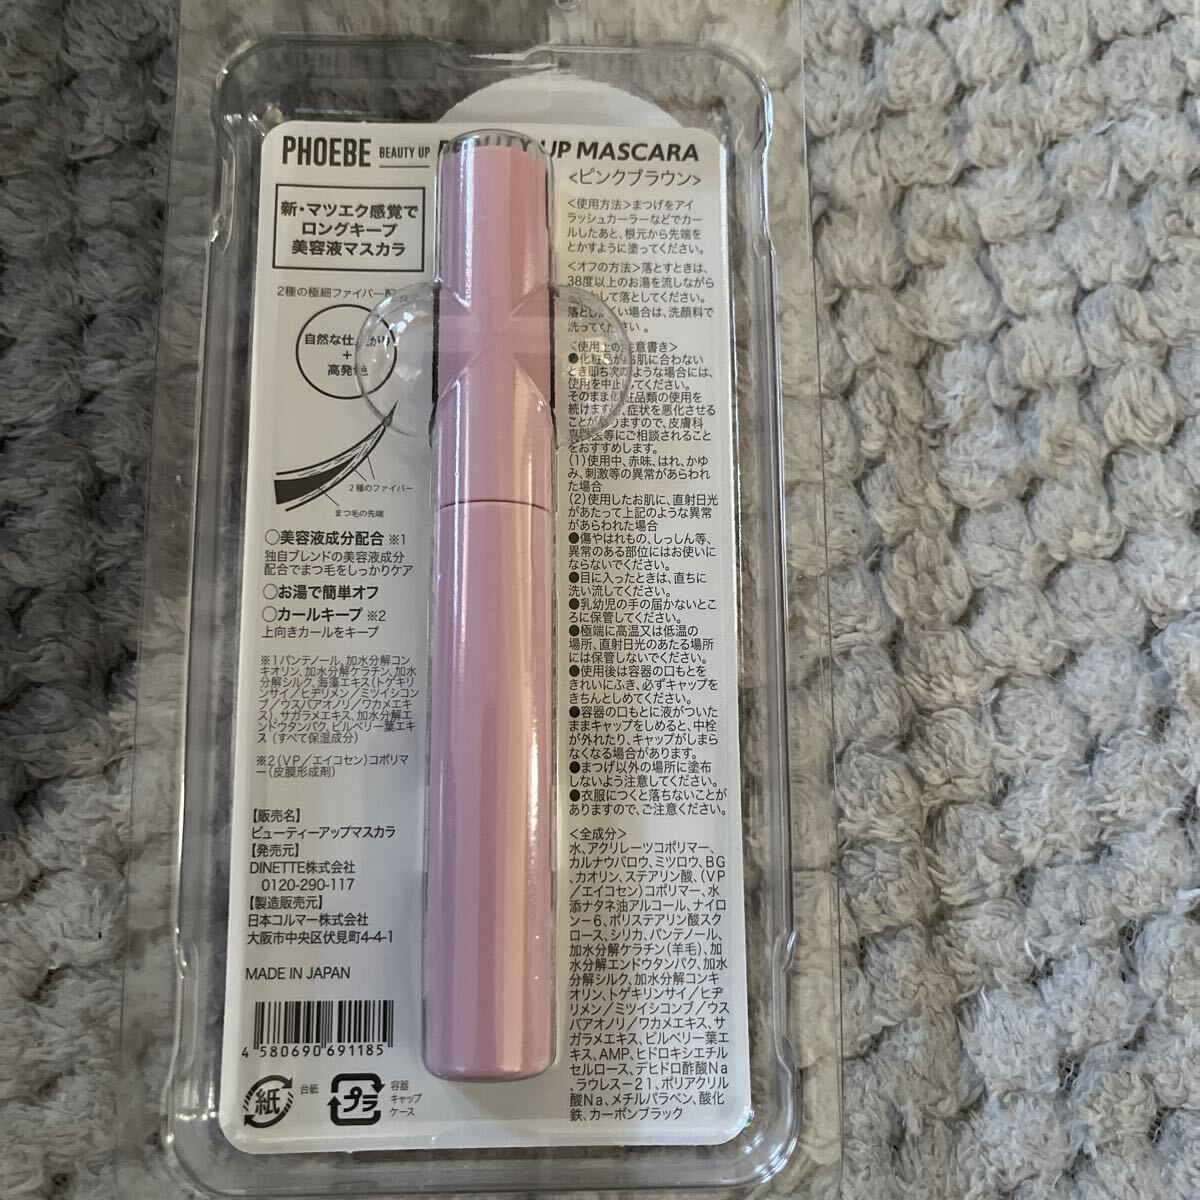 PHOEBE BEAUTY UP BEAUTY UP MASCARA
<ピンクブラウン>
新・マツエク感覚で
ロングキープ
美容液マスカラ
2種の極細ファイバー配合
自然な仕上がり
+
高発色
2種のファイバー
まつ毛の先端
○美容液成分配合 ※1
独自ブレンドの美容液成分
配合でまつ毛をしっかりケア
○お湯で簡単オフ
○カールキープ ※2
上向きカールをキープ
※1パンテノール、加水分解コン
キオリン、加水分解ケラチン、加水
分解シルク、海藻エキス(トゲキリ
ンサイ/ヒヂリメン/ミツイシコン
ブ/ウスバアオノリ/ワカメエキ
ス)、サガラメエキス、加水分解エ
ンドウタンパク、ビルベリー葉エキ
ス (すべて保湿成分)
※2(VP/エイコセン)コポリマ
ー(皮膜形成剤)
【販売名】
ビューティーアップマスカラ
【発売元】
DINETTE株式会社
0120-290-117
【製造販売元】
日本コルマー株式会社
大阪市中央区伏見町4-4-1
MADE IN JAPAN
4 580690 691185
紙 台紙
プラ 容器
キャップ
ケース
<使用方法>まつげをアイ
ラッシュカーラーなどでカー
ルしたあと、根元から先端を
とかすように塗ってください。
<オフの方法>落とすときは、
38度以上のお湯を流しながら
して落としてください。
落としにくい場合は、洗顔料で
洗ってください。
<使用上の注意書き>
●化粧品がお肌に合わない
とき即ち次のような場合には、
使用を中止してください。
そのまま化粧品類の使用を
続けますと、症状を悪化させる
ことがありますので、皮膚科
専門医等にご相談されること
をおすすめします。
(1)使用中、赤味、はれ、かゆ
み、刺激等の異常があらわれ
た場合
(2)使用したお肌に、直射日光
があたって上記のような異常
があらわれた場合
●傷やはれもの、しっしん等、
異常のある部位にはお使いに
ならないでください。
●目に入ったときは、直ちに
洗い流してください。
●乳幼児の手の届かないとこ
ろに保管してください。
●極端に高温又は低温の
場所、直射日光のあたる場所
には保管しないでください。
●使用後は容器の口もとを
きれいにふき、必ずキャップを
きちんとしめてください。
●容器の口もとに液がついた
ままキャップをしめると、中栓
が外れたり、キャップがしまら
なくなる場合があります。
●まつげ以外の場所に塗布
しないよう注意してください。
●衣服につくと落ちないことが
ありますので、ご注意ください。
<全成分>
水、アクリレーツコポリマー、
カルナウバロウ、ミツロウ、BG
、カオリン、ステアリン酸、(VP
/エイコセン)コポリマー、水
添ナタネ油アルコール、ナイロ
ン-6、ポリステアリン酸スク
ロース、シリカ、パンテノール、
加水分解ケラチン(羊毛)、加
水分解エンドウタンパク、加水
分解シルク、加水分解コンキ
オリン、トゲキリンサイ/ヒヂ
リメン/ミツイシコンブ/ウス
バアオノリ/ワカメエキス、サ
ガラメエキス、ビルベリー葉エ
キス、AMP、ヒドロキシエチル
セルロース、デヒドロ酢酸Na
、ラウレス-21、ポリアクリル
酸Na、メチルパラベン、酸化
鉄、カーボンブラック